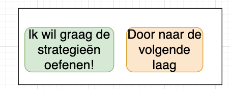 Ik wil graag de
strategieën
oefenen!
Door naar de
volgende
laag